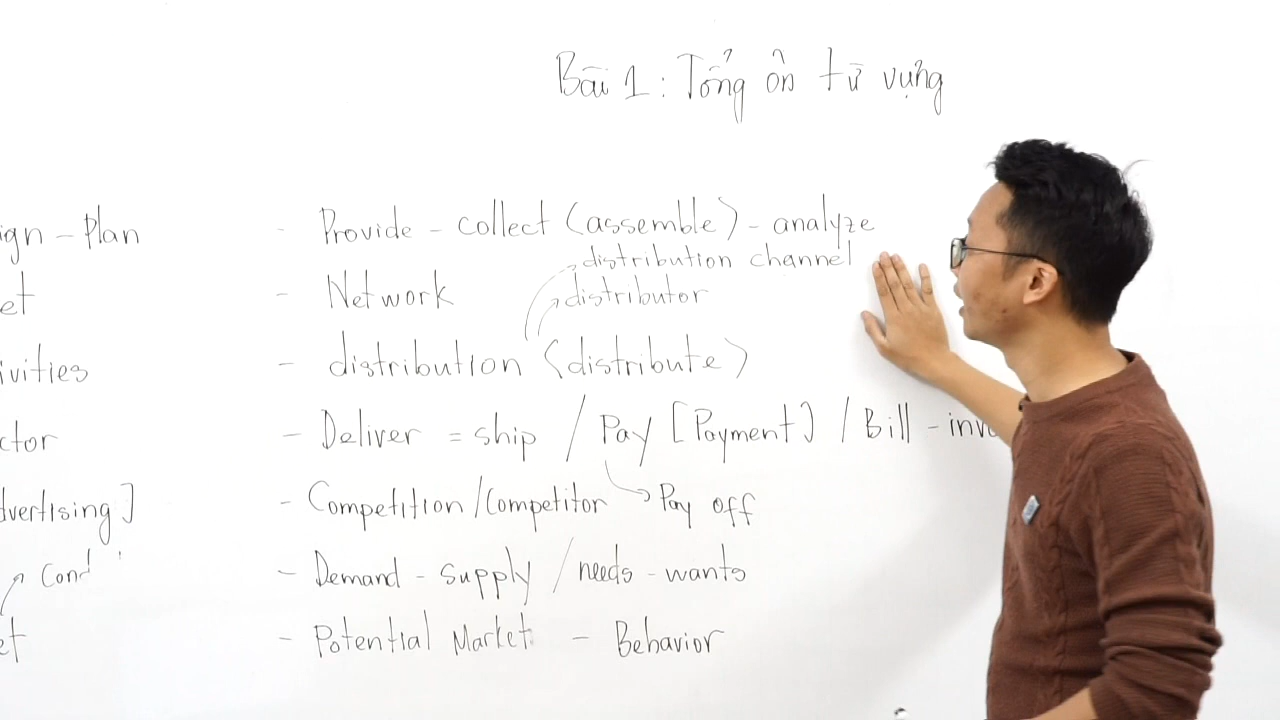 Bài 1: Tổng ôn từ vựng
ign - Plan
- Provide - collect (assemble) - analyze
distribution channel
et
- Network
distributor
ivities
- distribution (distribute)
ctor
- Deliver = ship / Pay [Payment] / Bill - inv
dvertising]
- Competition / Competitor
Pay off
Cond
- Demand - supply / needs - wants
et
- Potential Market - Behavior